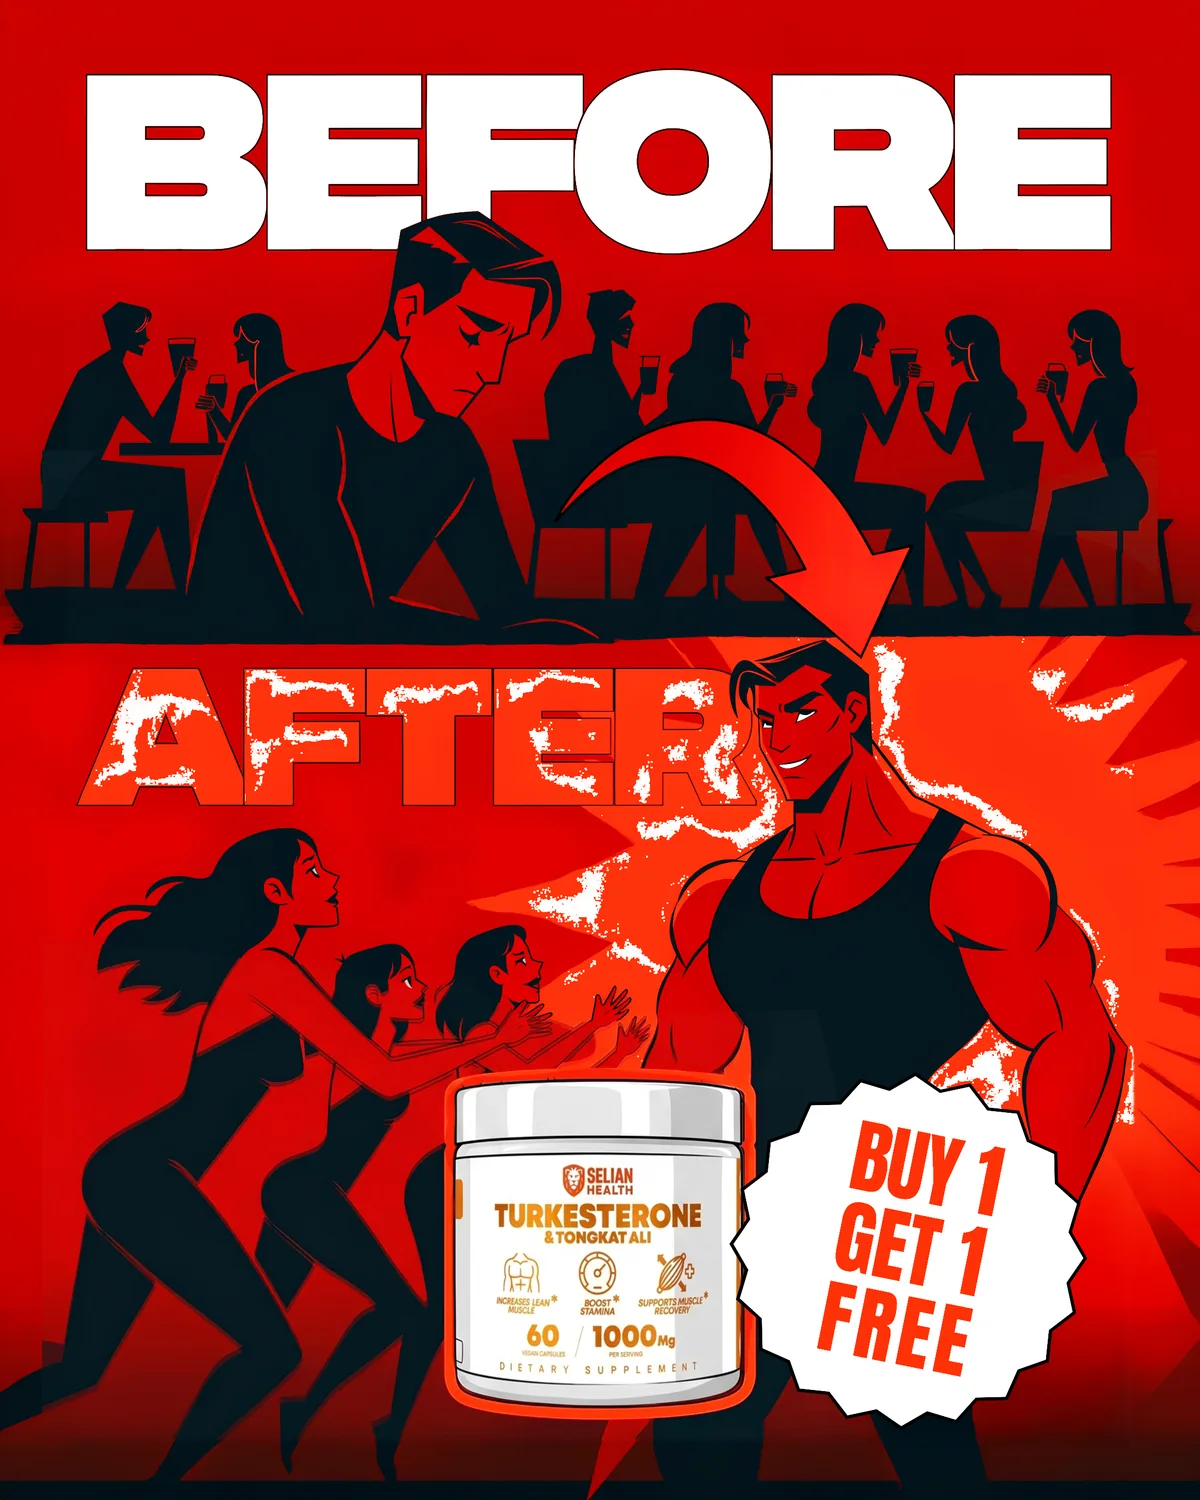 BEFORE
AFTER
SELIAN
HEALTH
TURKESTERONE
& TONGKAT ALI
INCREASES LEAN*
MUSCLE
BOOST*
STAMINA
SUPPORTS MUSCLE*
RECOVERY
60
VEGAN CAPSULES
1000Mg
PER SERVING
DIETARY SUPPLEMENT
BUY 1
GET 1
FREE